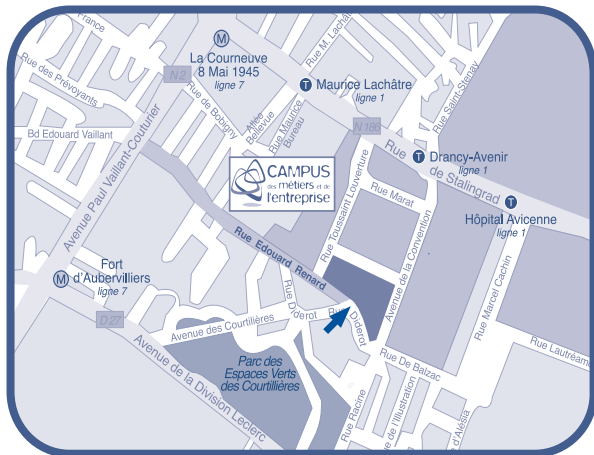 France
Rue des Prévoyants
Bd Edouard Vaillant
N 2
M
La Courneuve
8 Mai 1945
ligne 7
Rue M. Lachâtre
T
Maurice Lachâtre
ligne 1
Rue de Bobigny
Allée
Bellevue
Rue Maurice
Bureau
N 186
Rue Saint-Stenay
Avenue Paul Vaillant-Couturier
CAMPUS
des métiers et de
l'entreprise
Rue
de Stalingrad
T
Drancy-Avenir
ligne 1
T
Hôpital Avicenne
ligne 1
Rue Toussaint Louverture
Rue Marat
Avenue de la Convention
Rue Marcel Cachin
Rue Edouard Renard
M
Fort
d'Aubervilliers
ligne 7
D 27
Avenue des Courtillères
Rue Diderot
Diderot
Avenue de la Division Leclerc
Parc des
Espaces Verts
des Courtillières
Rue De Balzac
Rue Lautréam
Rue Racine
e de l'Illustration
e d'Alésia